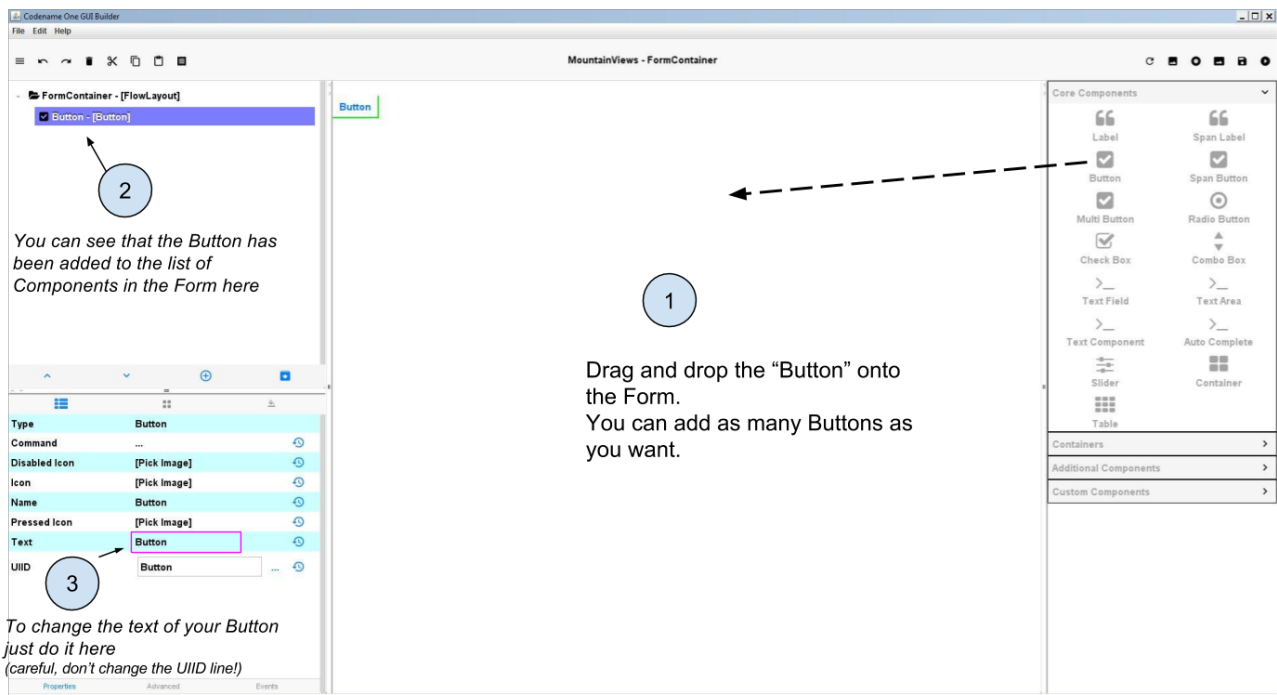 Codename One GUI Builder
File Edit Help
MountainViews - FormContainer
FormContainer - [FlowLayout]
Button - [Button]
2
You can see that the Button has
been added to the list of
Components in the Form here
Type Button
Command ...
Disabled Icon [Pick Image]
Icon [Pick Image]
Name Button
Pressed Icon [Pick Image]
Text Button
UIID Button ...
3
To change the text of your Button
just do it here
(careful, don't change the UIID line!)
Properties Advanced Events
Button
1
Drag and drop the “Button” onto
the Form.
You can add as many Buttons as
you want.
Core Components
Label Span Label
Button Span Button
Multi Button Radio Button
Check Box Combo Box
Text Field Text Area
Text Component Auto Complete
Slider Container
Table
Containers
Additional Components
Custom Components